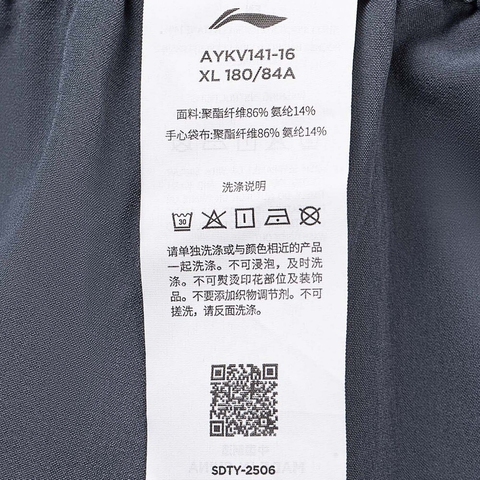 AYKV141-16
XL 180/84A
面料:聚酯纤维86% 氨纶14%
手心袋布:聚酯纤维86% 氨纶14%
洗涤说明
30
请单独洗涤或与颜色相近的产品
一起洗涤。不可浸泡，及时洗
涤。不可熨烫印花部位及装饰
品。不要添加织物调节剂。不可
搓洗，请反面洗涤。
SDTY-2506